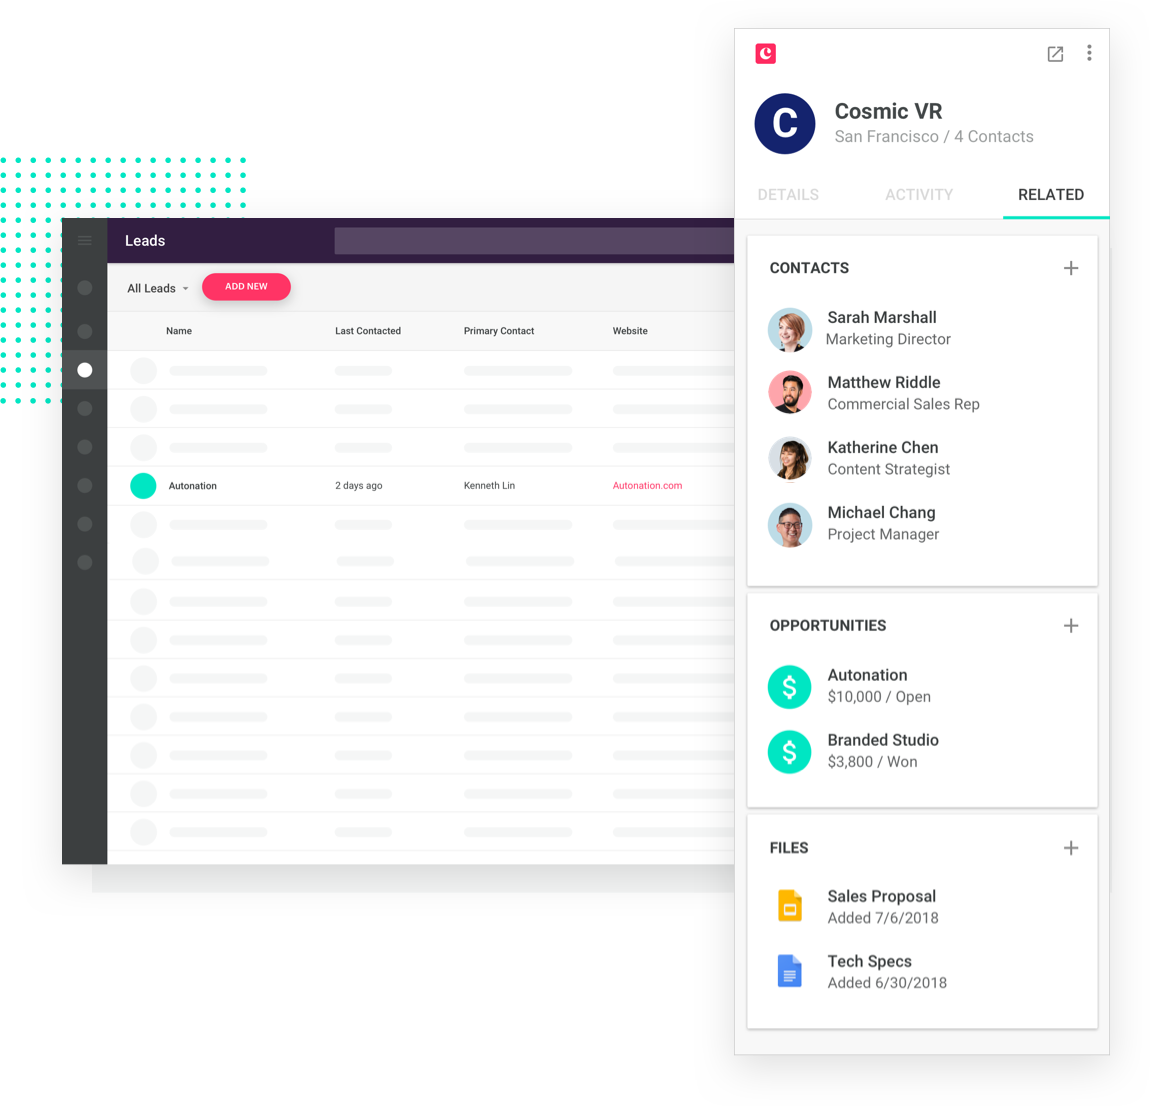 Leads
All Leads
ADD NEW
Name Last Contacted Primary Contact Website
Autonation 2 days ago Kenneth Lin Autonation.com
C
Cosmic VR
San Francisco / 4 Contacts
DETAILS ACTIVITY RELATED
CONTACTS
Sarah Marshall
Marketing Director
Matthew Riddle
Commercial Sales Rep
Katherine Chen
Content Strategist
Michael Chang
Project Manager
OPPORTUNITIES
$ Autonation
$10,000 / Open
$ Branded Studio
$3,800 / Won
FILES
Sales Proposal
Added 7/6/2018
Tech Specs
Added 6/30/2018